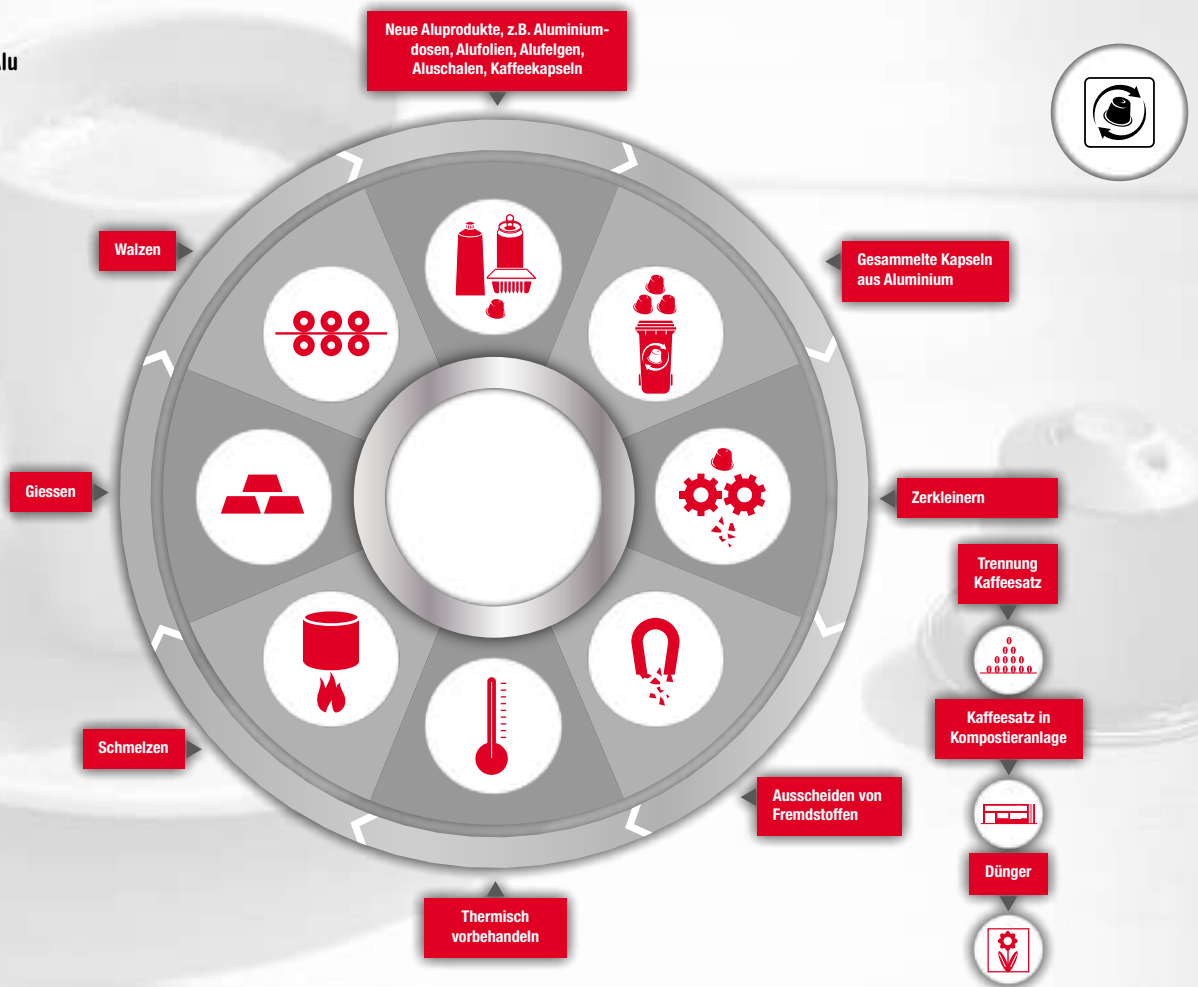 Alu
Neue Aluprodukte, z.B. Aluminium-
dosen, Alufolien, Alufelgen,
Aluschalen, Kaffeekapseln
Gesammelte Kapseln
aus Aluminium
Zerkleinern
Trennung
Kaffeesatz
Kaffeesatz in
Kompostieranlage
Dünger
Ausscheiden von
Fremdstoffen
Thermisch
vorbehandeln
Schmelzen
Giessen
Walzen